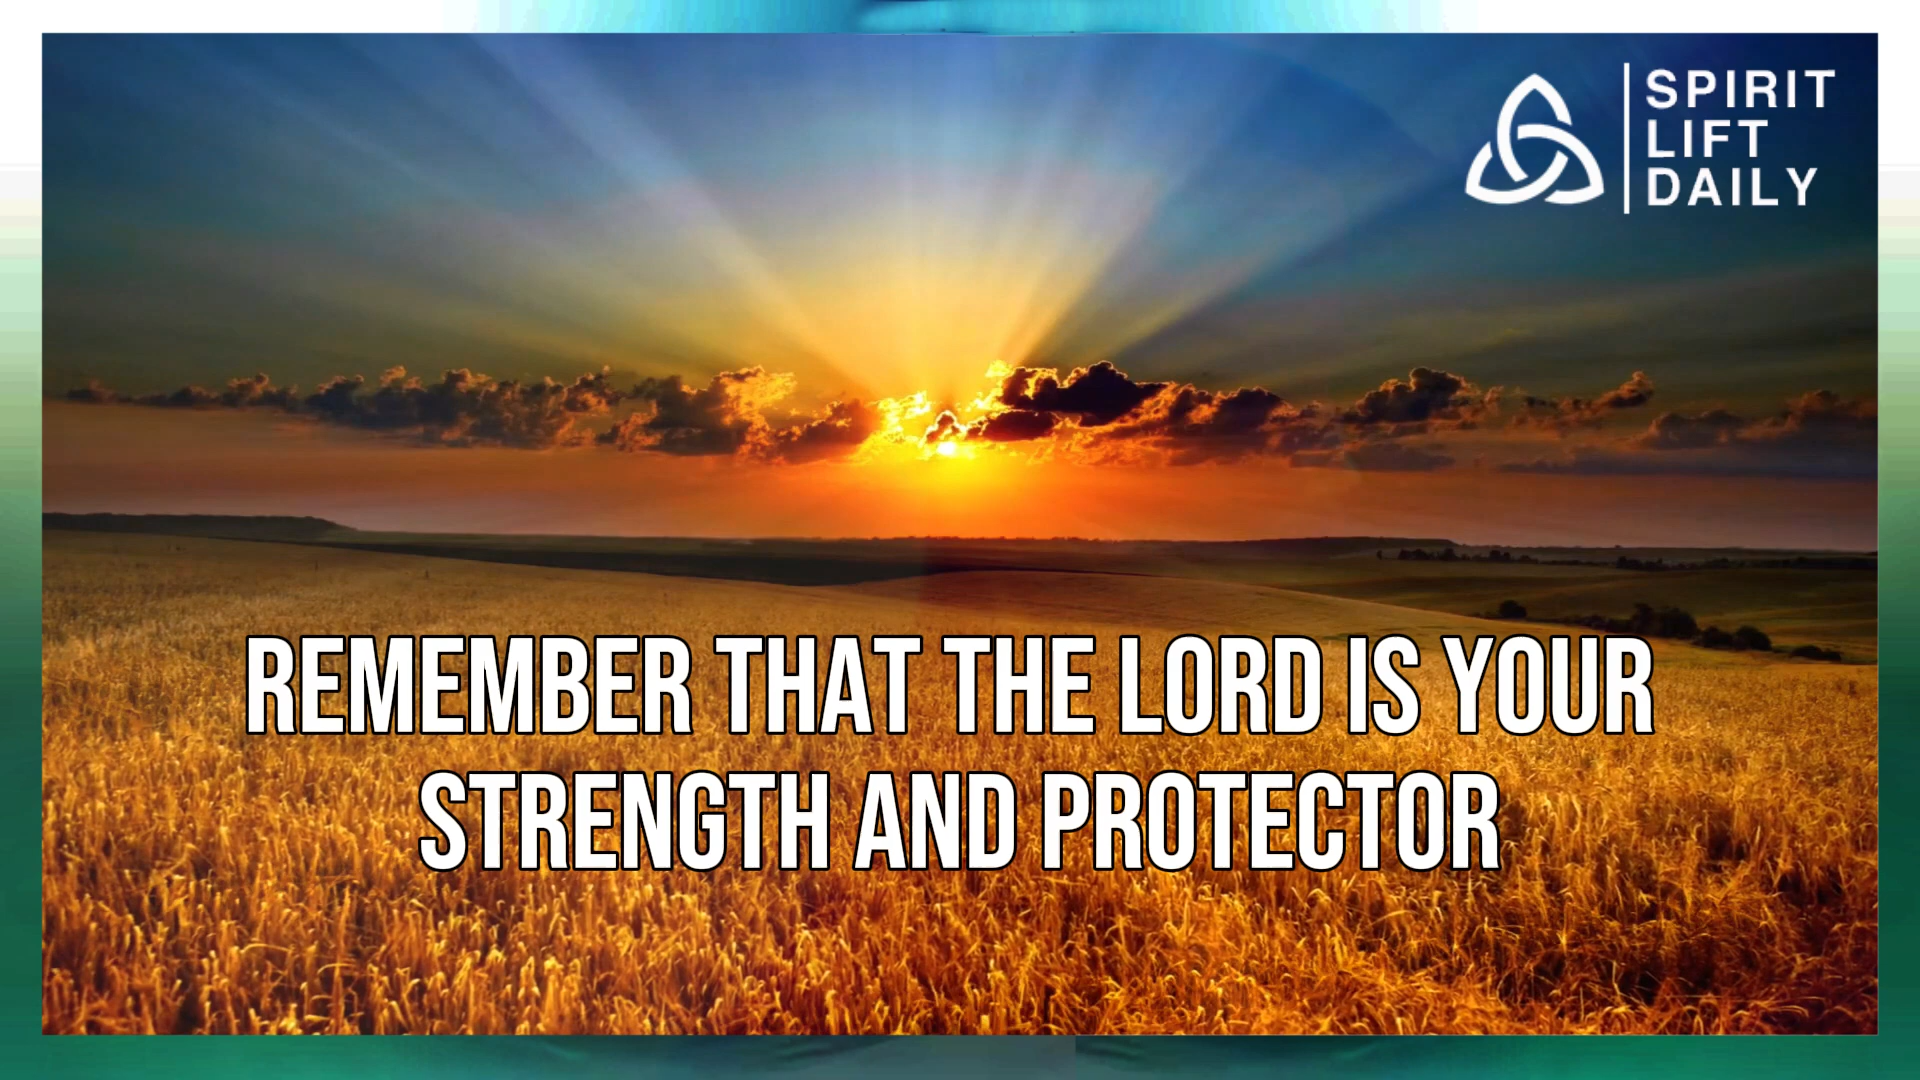 SPIRIT
LIFT
DAILY
REMEMBER THAT THE LORD IS YOUR
STRENGTH AND PROTECTOR